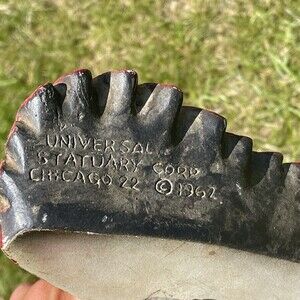 UNIVERSAL
STATUARY CORP
CHICAGO 22 © 1962